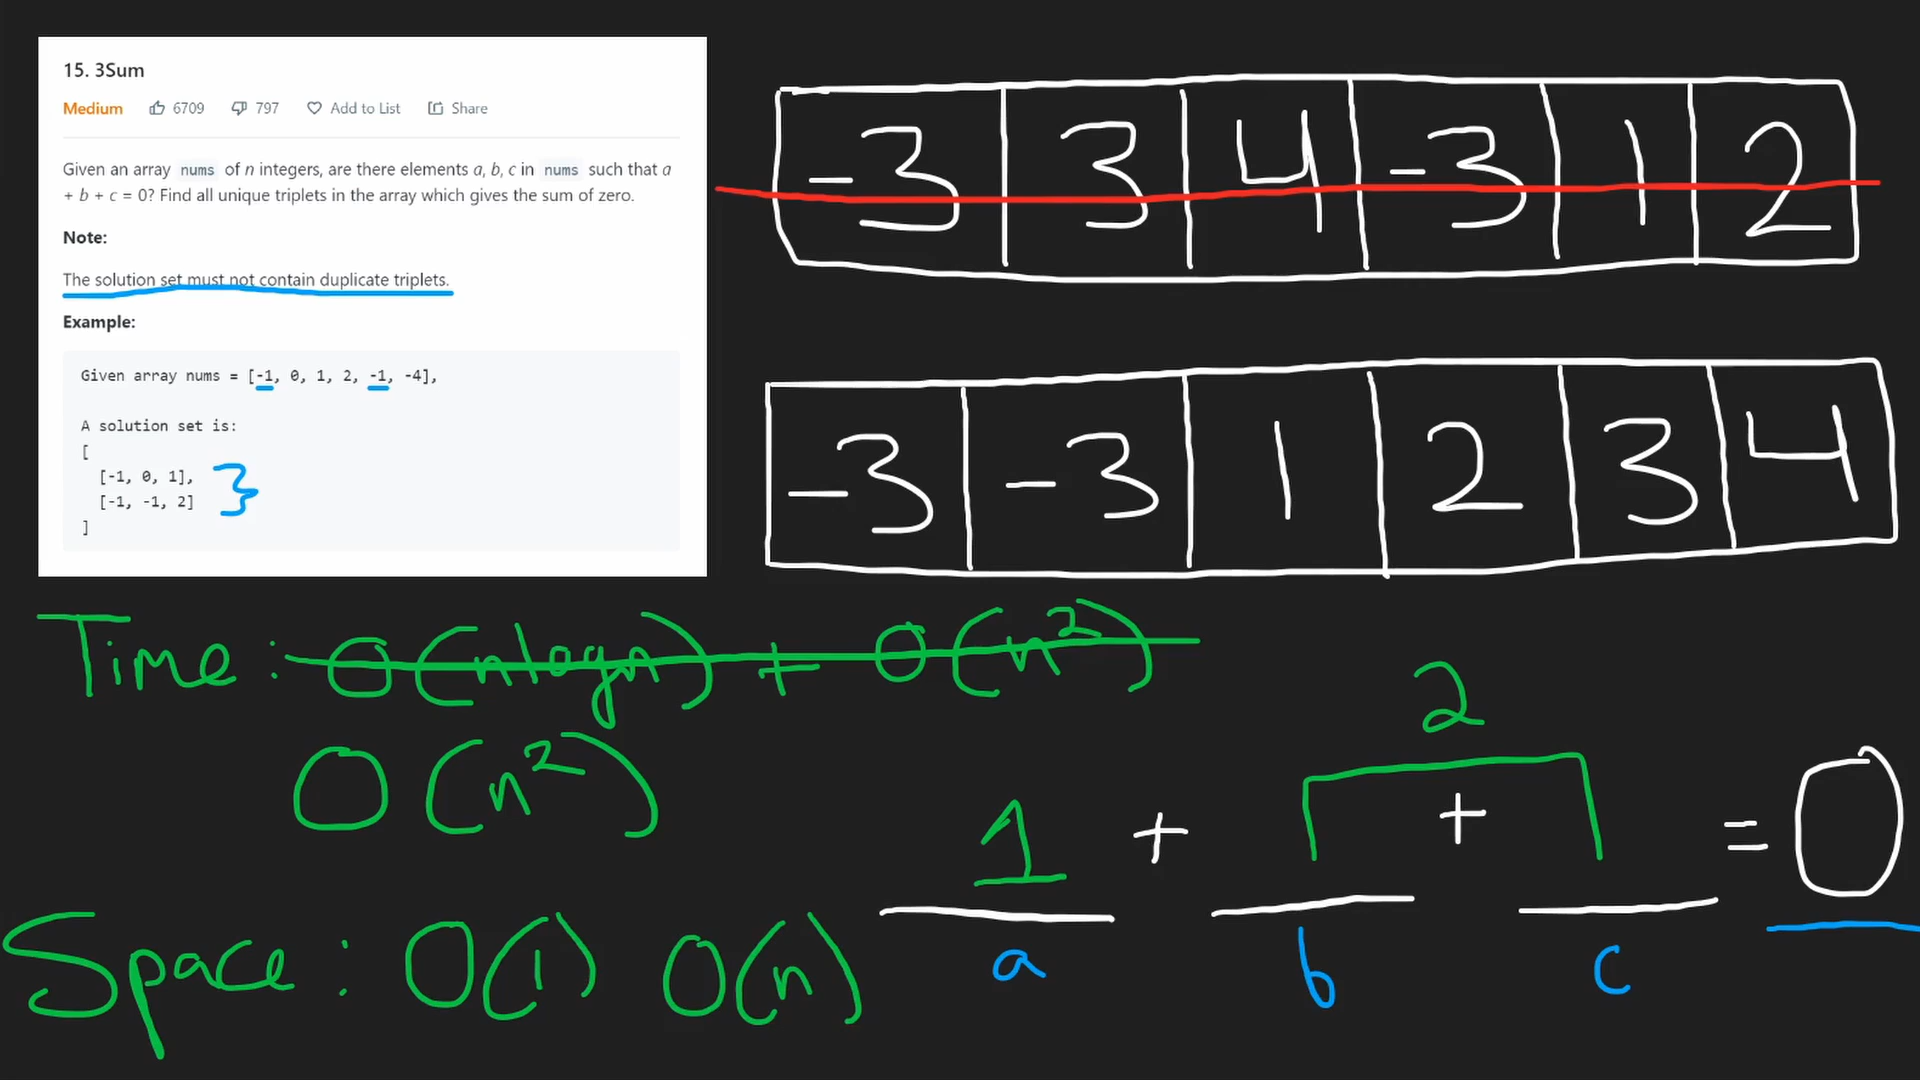 15. 3Sum
Medium 6709 797 Add to List Share
Given an array nums of n integers, are there elements a, b, c in nums such that a
+ b + c = 0? Find all unique triplets in the array which gives the sum of zero.
Note:
The solution set must not contain duplicate triplets.
Example:
Given array nums = [-1, 0, 1, 2, -1, -4],
A solution set is:
[
[-1, 0, 1],
[-1, -1, 2]
]
-3 3 4 -3 1 2
-3 -3 1 2 3 4
Time: O(nlogn) + O(n²)
O(n²)
Space: O(1) O(n)
2
1 + + = 0
a b c